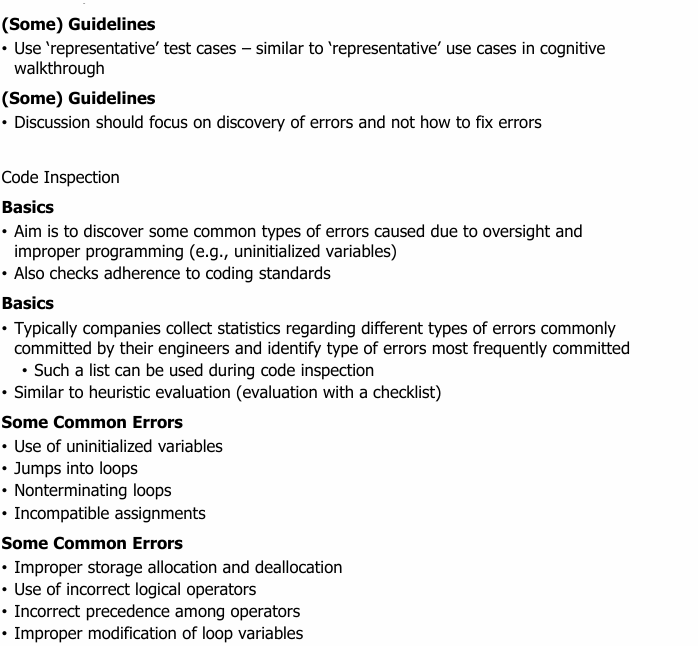 (Some) Guidelines
• Use ‘representative’ test cases – similar to ‘representative’ use cases in cognitive
walkthrough
(Some) Guidelines
• Discussion should focus on discovery of errors and not how to fix errors
Code Inspection
Basics
• Aim is to discover some common types of errors caused due to oversight and
improper programming (e.g., uninitialized variables)
• Also checks adherence to coding standards
Basics
• Typically companies collect statistics regarding different types of errors commonly
committed by their engineers and identify type of errors most frequently committed
• Such a list can be used during code inspection
• Similar to heuristic evaluation (evaluation with a checklist)
Some Common Errors
• Use of uninitialized variables
• Jumps into loops
• Nonterminating loops
• Incompatible assignments
Some Common Errors
• Improper storage allocation and deallocation
• Use of incorrect logical operators
• Incorrect precedence among operators
• Improper modification of loop variables